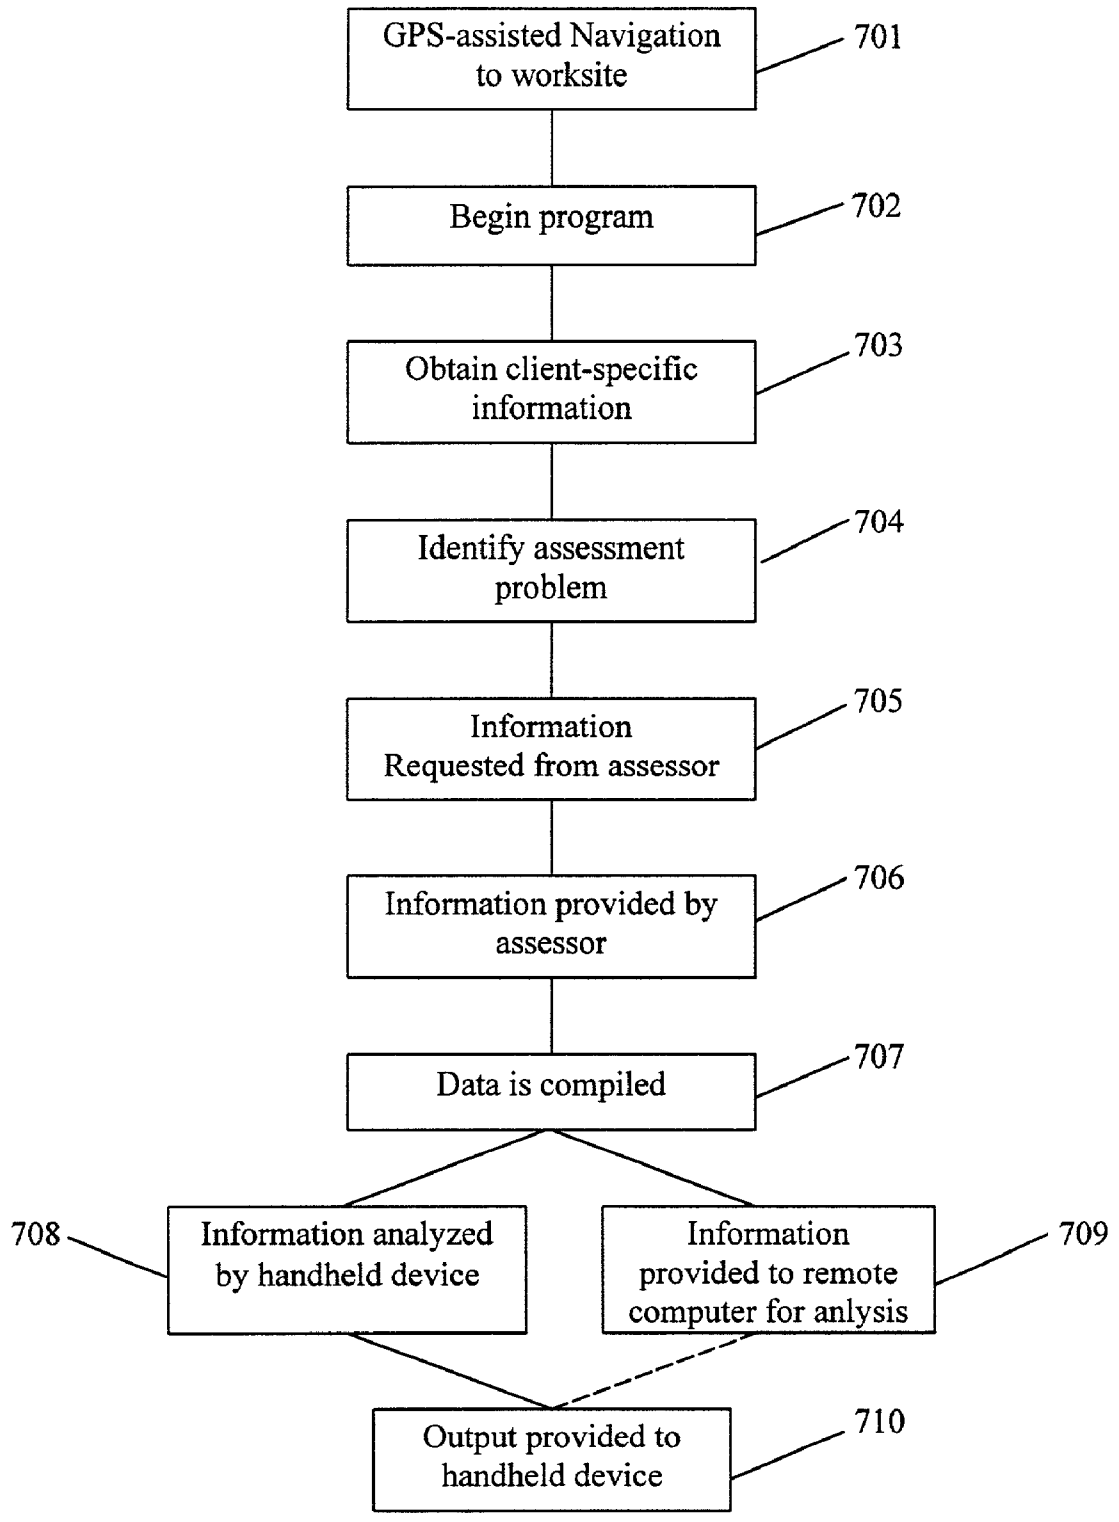 GPS-assisted Navigation
to worksite
701
Begin program
702
Obtain client-specific
information
703
Identify assessment
problem
704
Information
Requested from assessor
705
Information provided by
assessor
706
Data is compiled
707
708
Information analyzed
by handheld device
Information
provided to remote
computer for anlysis
709
Output provided to
handheld device
710